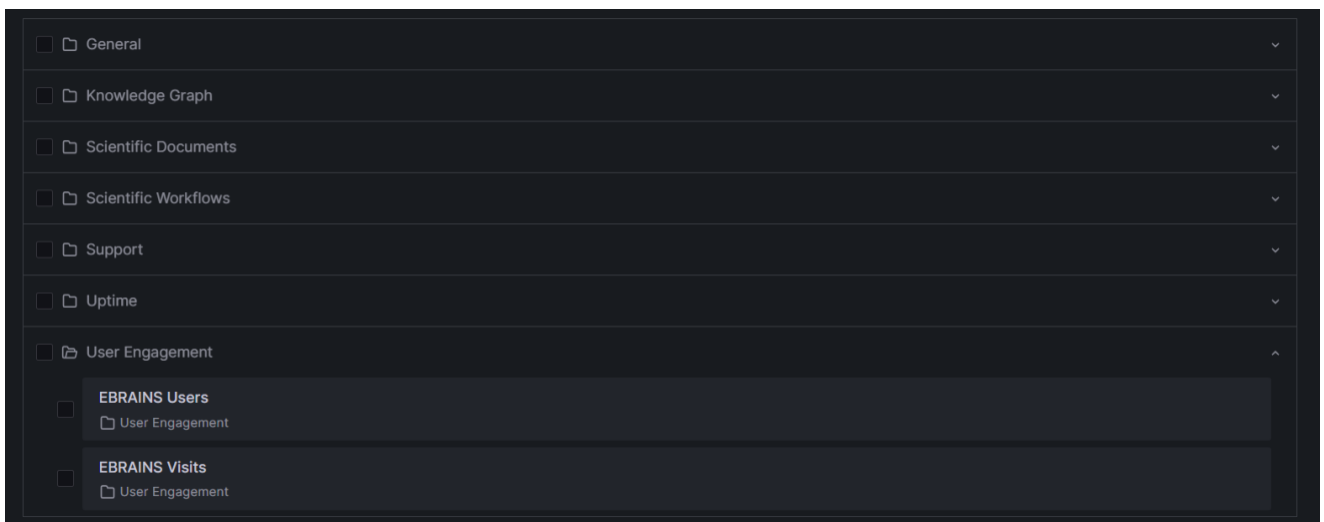 General
Knowledge Graph
Scientific Documents
Scientific Workflows
Support
Uptime
User Engagement
EBRAINS Users
User Engagement
EBRAINS Visits
User Engagement